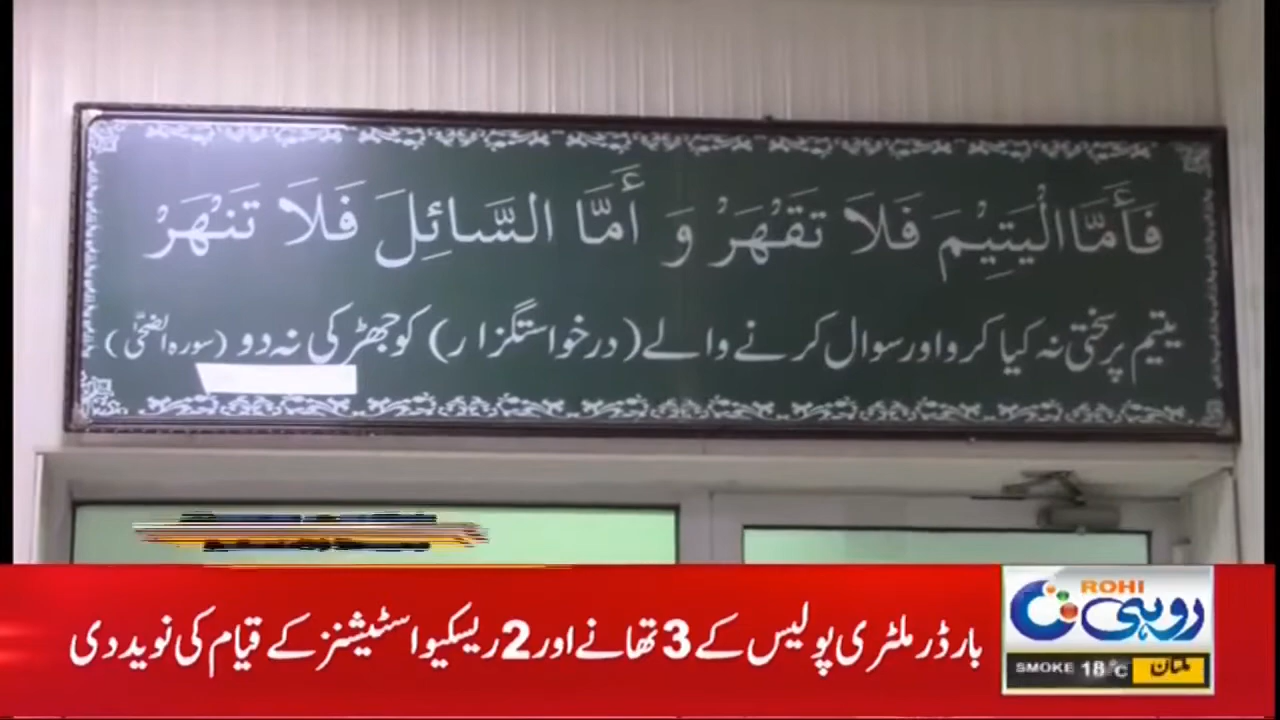 فَأَمَّا الْيَتِيْمَ فَلَا تَقْهَرْ وَ أَمَّا السَّائِلَ فَلَا تَنْهَرْ
یتیم پر سختی نہ کیا کرو اور سوال کرنے والے (درخواستگزار) کو جھڑکی نہ دو (سورہ الضحیٰ)
بارڈر ملٹری پولیس کے 3 تھانے اور 2 ریسکیو اسٹیشنز کے قیام کی نوید دی
ROHI
روہی
SMOKE 18°C ملتان